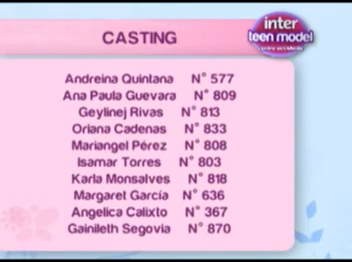 CASTING
inter
teen model
Andreina Quintana N° 577
Ana Paula Guevara N° 809
Geylinej Rivas N° 813
Oriana Cadenas N° 833
Mariangel Pérez N° 808
Isamar Torres N° 803
Karla Monsalves N° 818
Margaret García N° 636
Angelica Calixto N° 367
Gainileth Segovia N° 870